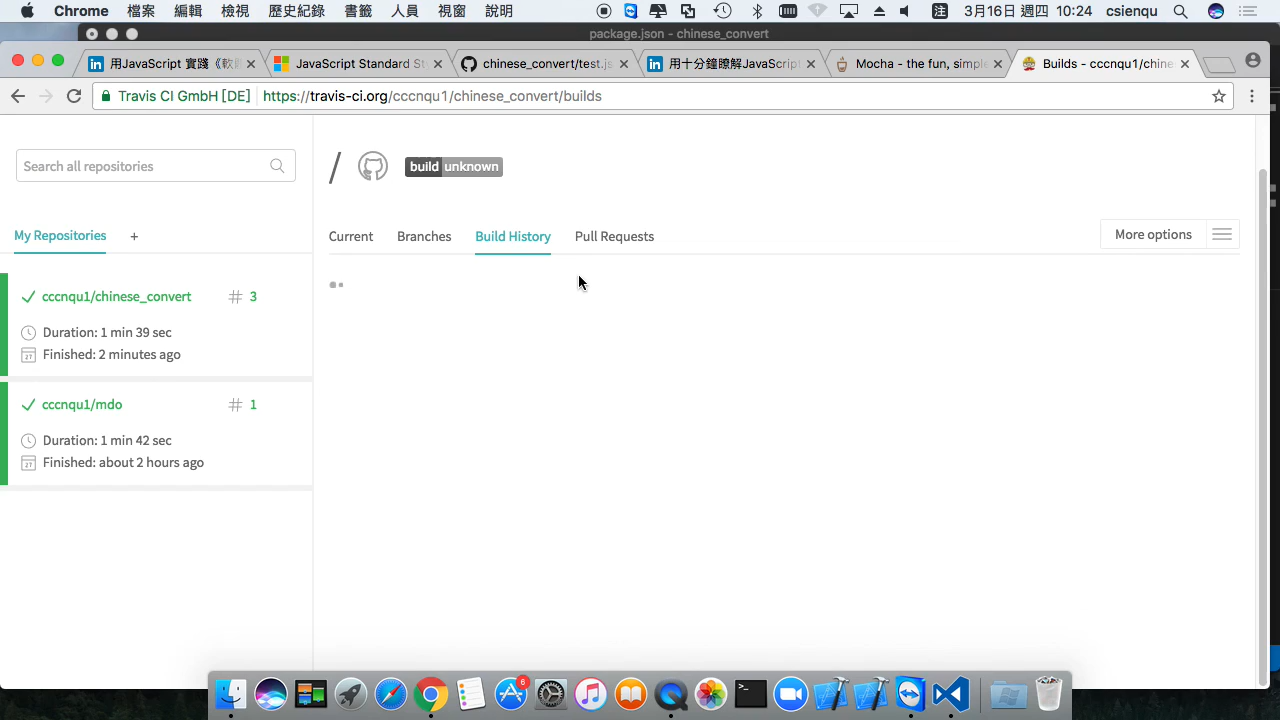 Chrome 檔案 編輯 檢視 歷史紀錄 書籤 人員 視窗 說明 注 3月16日 週四 10:24 csienqu
package.json - chinese_convert
用JavaScript 實踐《軟 JavaScript Standard St chinese_convert/test.js 用十分鐘瞭解JavaScrip Mocha - the fun, simple Builds - cccnqu1/chine
Travis CI GmbH [DE] https://travis-ci.org/cccnqu1/chinese_convert/builds
Search all repositories
/ build unknown
My Repositories +
Current Branches Build History Pull Requests More options
cccnqu1/chinese_convert # 3
Duration: 1 min 39 sec
27 Finished: 2 minutes ago
cccnqu1/mdo # 1
Duration: 1 min 42 sec
27 Finished: about 2 hours ago
6